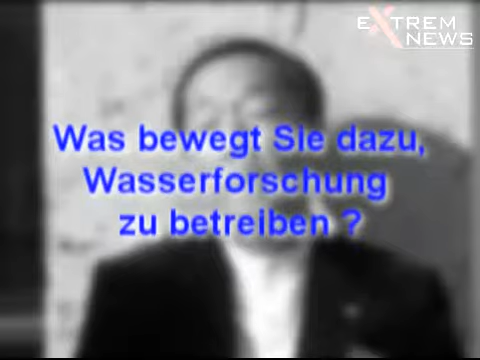 EXTREM
NEWS
Was bewegt Sie dazu,
Wasserforschung
zu betreiben ?